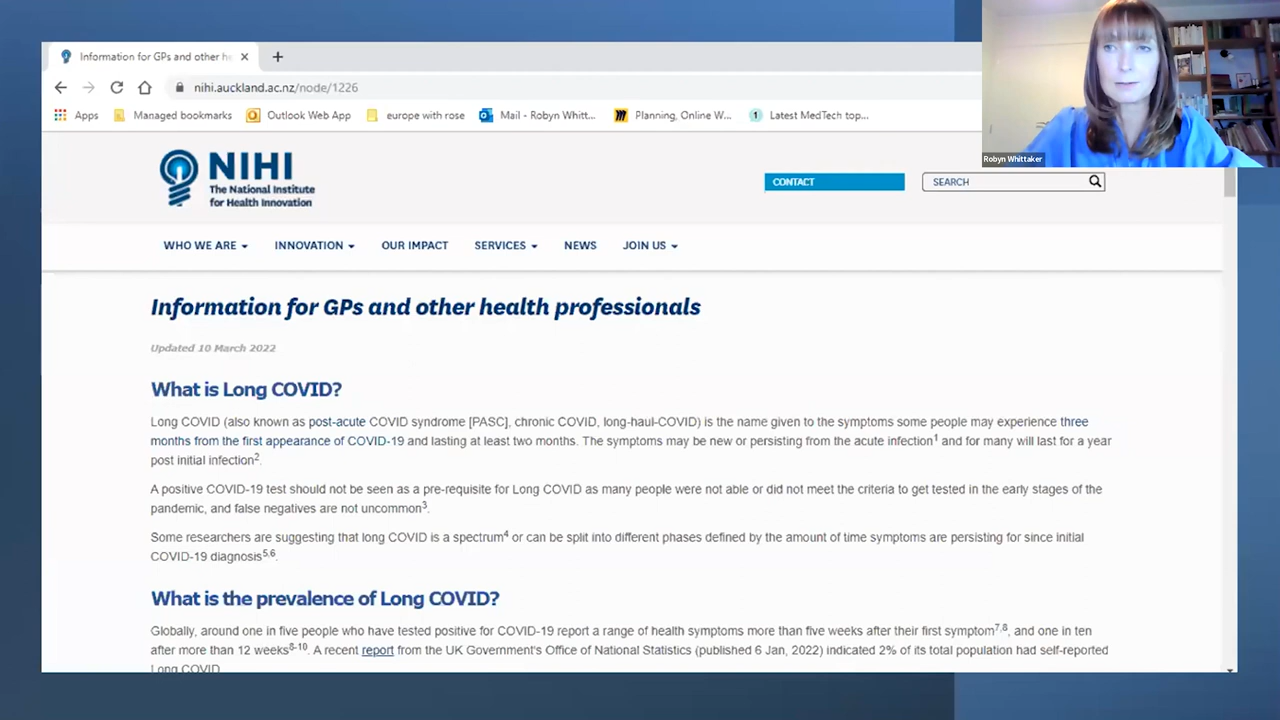 Information for GPs and other he
nihi.auckland.ac.nz/node/1226
Apps Managed bookmarks Outlook Web App europe with rose Mail - Robyn Whitt... Planning, Online W... Latest MedTech top...
Robyn Whittaker
NIHI
The National Institute
for Health Innovation
CONTACT
SEARCH
WHO WE ARE INNOVATION OUR IMPACT SERVICES NEWS JOIN US
Information for GPs and other health professionals
Updated 10 March 2022
What is Long COVID?
Long COVID (also known as post-acute COVID syndrome [PASC], chronic COVID, long-haul-COVID) is the name given to the symptoms some people may experience three
months from the first appearance of COVID-19 and lasting at least two months. The symptoms may be new or persisting from the acute infection1 and for many will last for a year
post initial infection2.
A positive COVID-19 test should not be seen as a pre-requisite for Long COVID as many people were not able or did not meet the criteria to get tested in the early stages of the
pandemic, and false negatives are not uncommon3.
Some researchers are suggesting that long COVID is a spectrum4 or can be split into different phases defined by the amount of time symptoms are persisting for since initial
COVID-19 diagnosis5,6.
What is the prevalence of Long COVID?
Globally, around one in five people who have tested positive for COVID-19 report a range of health symptoms more than five weeks after their first symptom7,8, and one in ten
after more than 12 weeks8-10. A recent report from the UK Government's Office of National Statistics (published 6 Jan, 2022) indicated 2% of its total population had self-reported
Long COVID